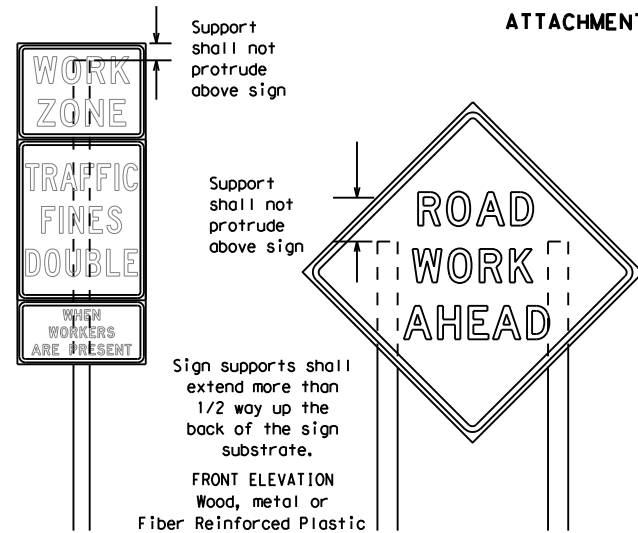 ATTACHMENT
Support
shall not
protrude
above sign
WORK
ZONE
TRAFFIC
FINES
DOUBLE
WHEN
WORKERS
ARE PRESENT
Support
shall not
protrude
above sign
ROAD
WORK
AHEAD
Sign supports shall
extend more than
1/2 way up the
back of the sign
substrate.
FRONT ELEVATION
Wood, metal or
Fiber Reinforced Plastic